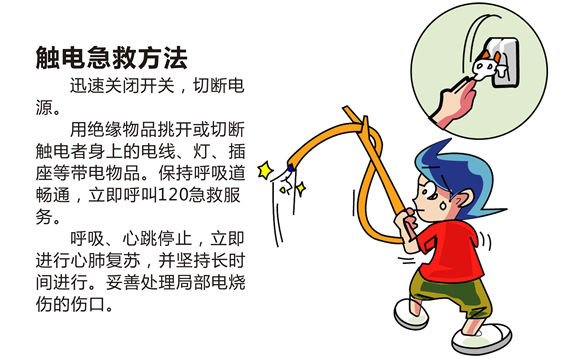 触电急救方法
迅速关闭开关，切断电
源。
用绝缘物品挑开或切断
触电者身上的电线、灯、插
座等带电物品。保持呼吸道
畅通，立即呼叫120急救服
务。
呼吸、心跳停止，立即
进行心肺复苏，并坚持长时
间进行。妥善处理局部电烧
伤的伤口。